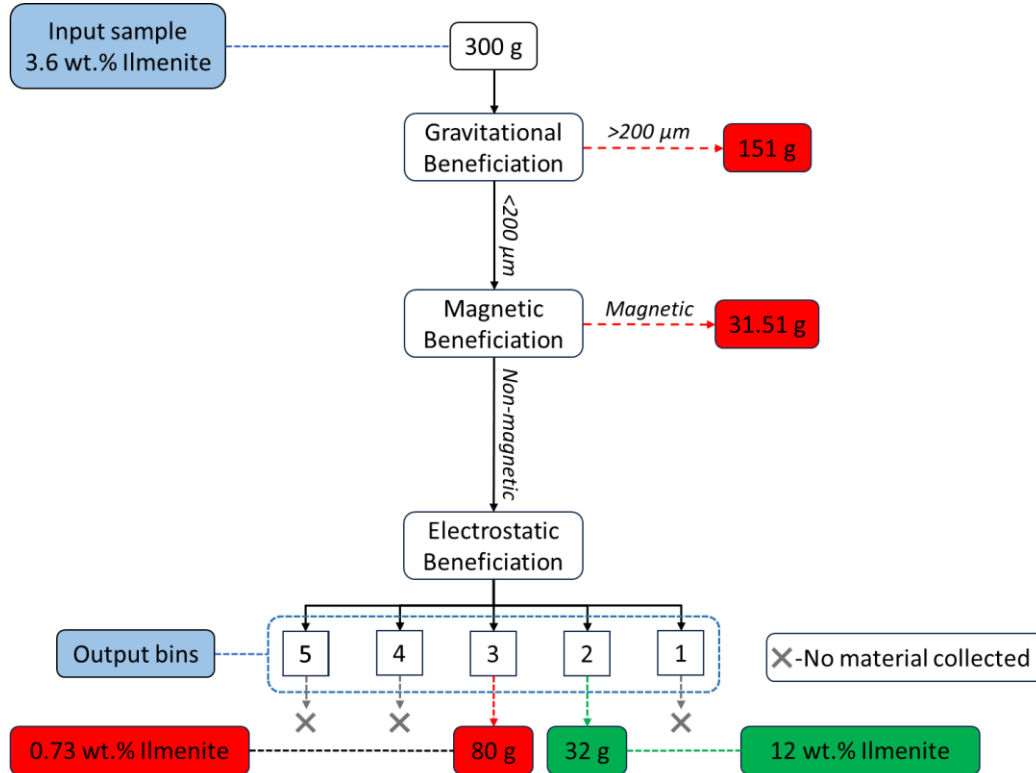 Input sample
3.6 wt.% Ilmenite
300 g
Gravitational
Beneficiation
>200 µm
151 g
<200 µm
Magnetic
Beneficiation
Magnetic
31.51 g
Non-magnetic
Electrostatic
Beneficiation
Output bins
5
4
3
2
1
-No material collected
0.73 wt.% Ilmenite
80 g
32 g
12 wt.% Ilmenite